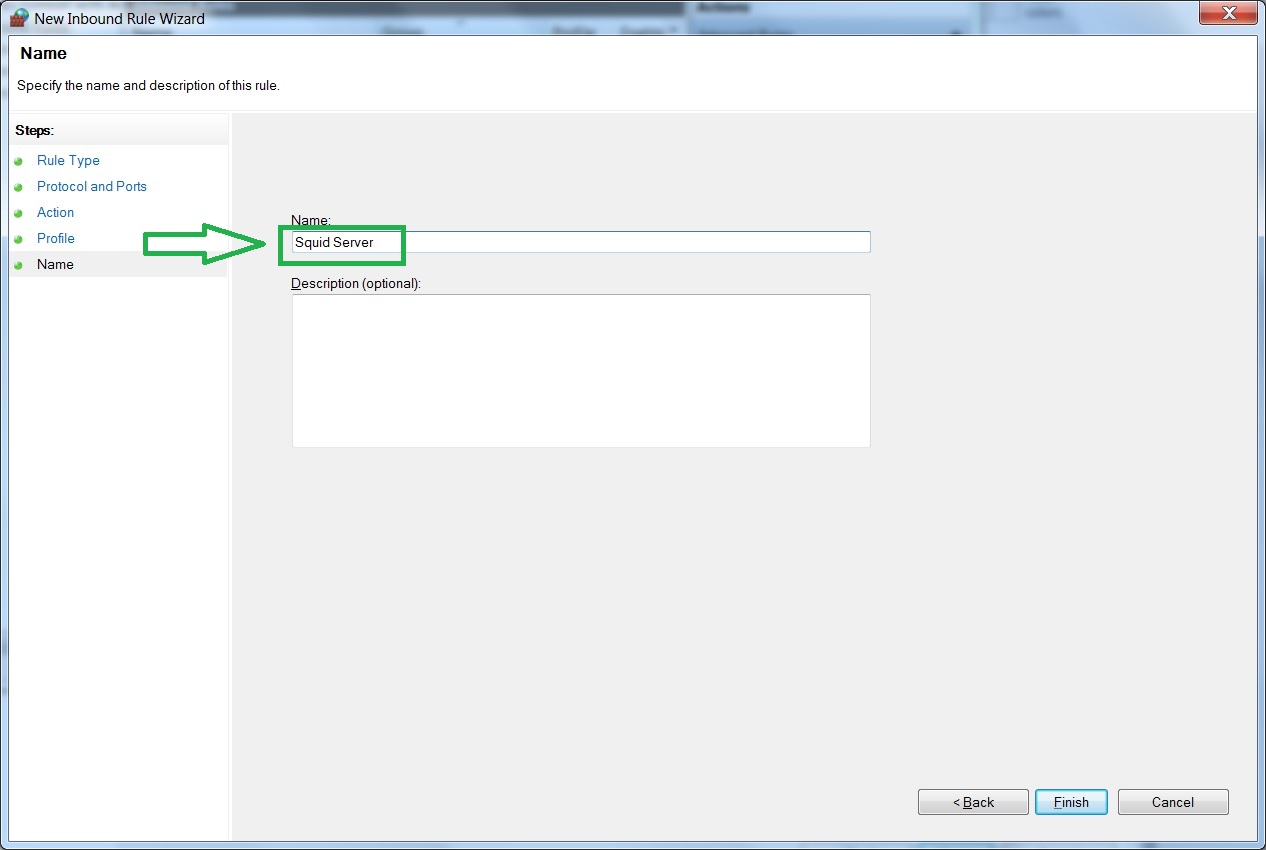 New Inbound Rule Wizard
Name
Specify the name and description of this rule.
Steps:
Rule Type
Protocol and Ports
Action
Profile
Name
Name:
Squid Server
Description (optional):
< Back
Finish
Cancel